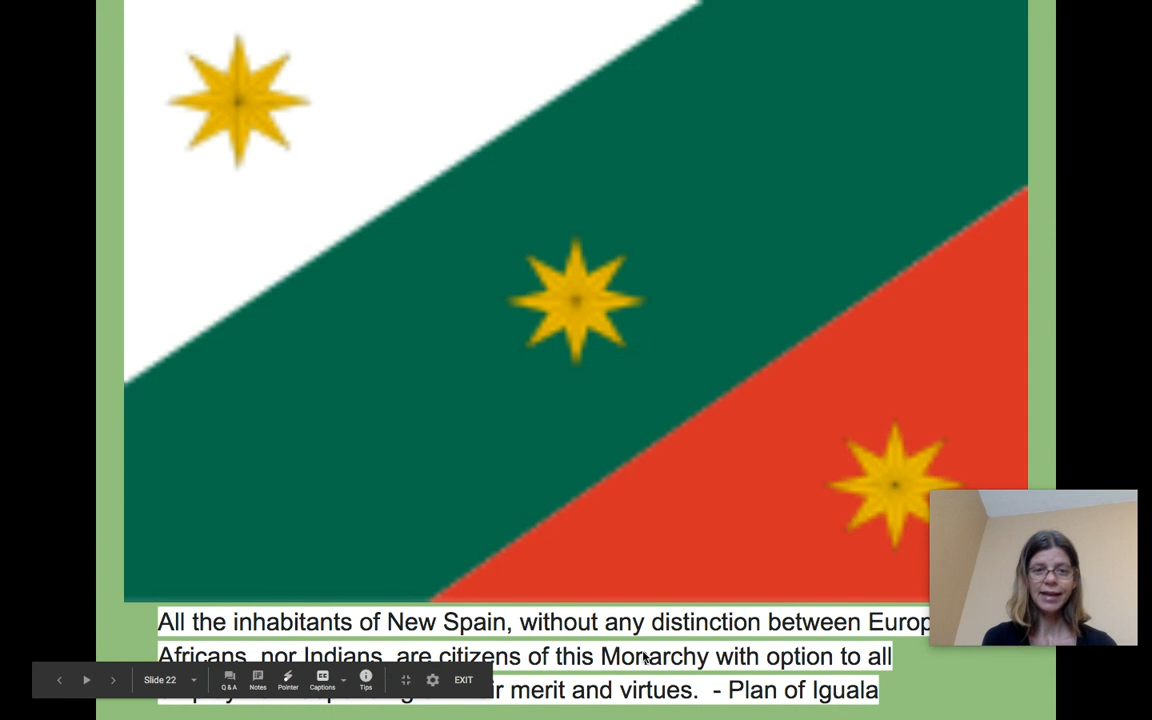 All the inhabitants of New Spain, without any distinction between
Africans, nor Indians, are citizens of this Monarchy with option to all
merit and virtues. - Plan of Iguala
Slide 22
Q & A
Notes
Pointer
Captions
Tips
EXIT